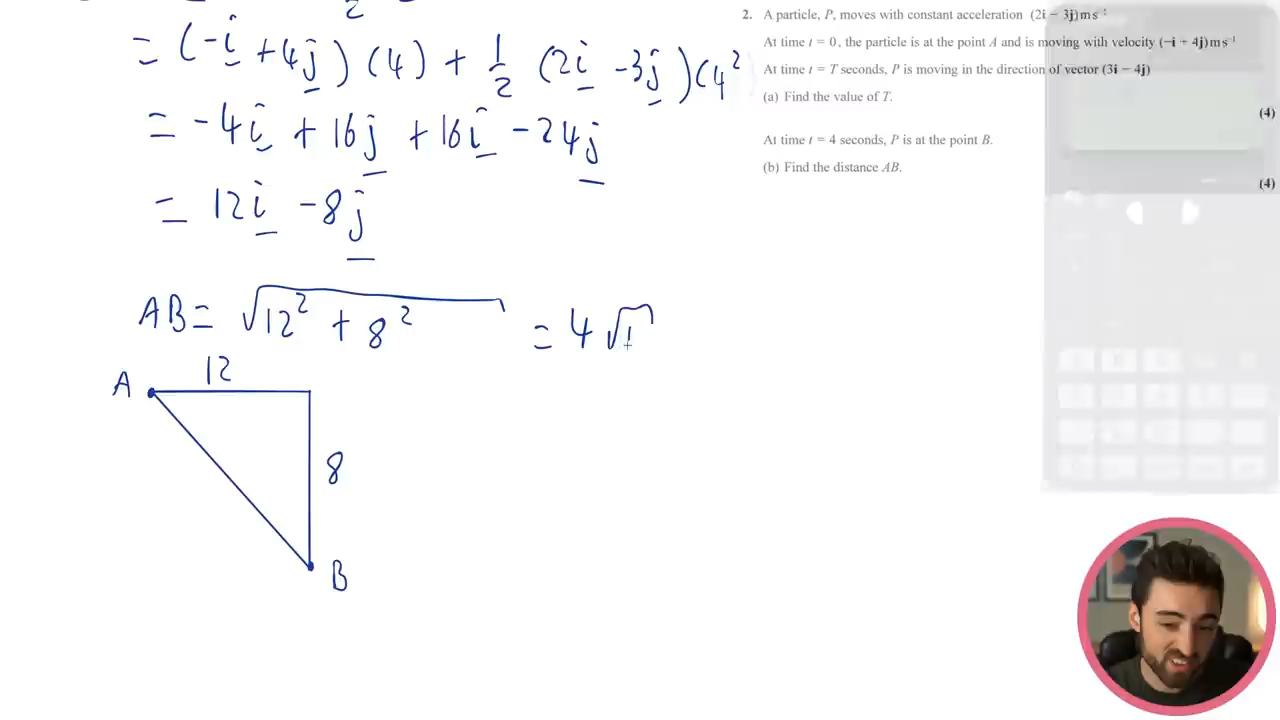 2
= (-i + 4j)(4) + 1/2 (2i - 3j)(4²
= -4i + 16j + 16i - 24j
= 12i - 8j
AB = √12² + 8² = 4√1
A 12
8
B
2. A particle, P, moves with constant acceleration (2i − 3j) m s⁻²
At time t = 0, the particle is at the point A and is moving with velocity (−i + 4j) m s⁻¹
At time t = T seconds, P is moving in the direction of vector (3i − 4j)
(a) Find the value of T.
(4)
At time t = 4 seconds, P is at the point B.
(b) Find the distance AB.
(4)